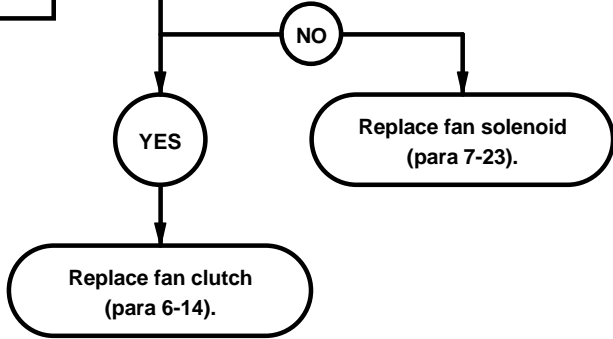 NO
YES
Replace fan solenoid
(para 7-23).
Replace fan clutch
(para 6-14).